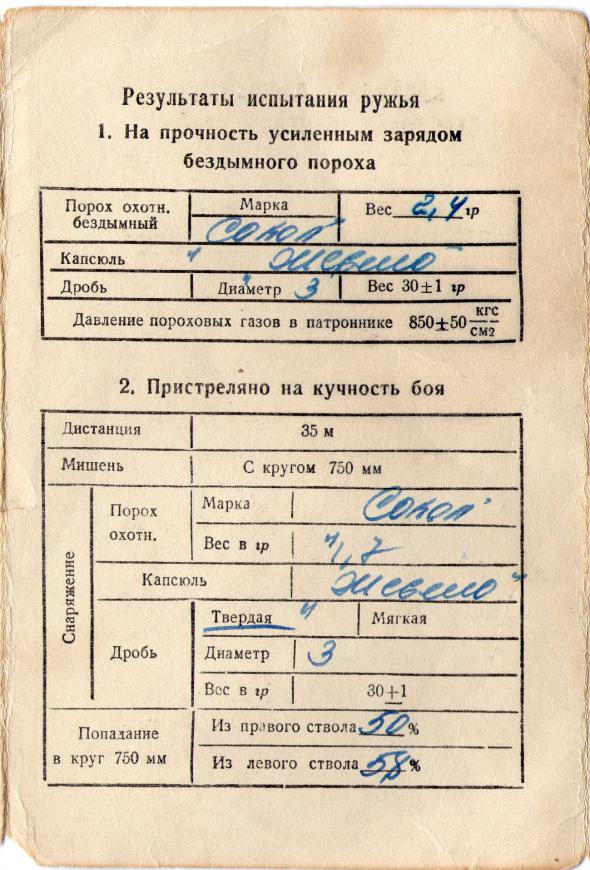 Результаты испытания ружья
1. На прочность усиленным зарядом
бездымного пороха
Порох охотн. бездымный Марка „Сокол" Вес 2,4 гр
Капсюль „Жевело"
Дробь Диаметр 3 Вес 30±1 гр
Давление пороховых газов в патроннике 850±50 кгс/см2
2. Пристреляно на кучность боя
Дистанция 35 м
Мишень С кругом 750 мм
Снаряжение
Порох охотн. Марка „Сокол"
Вес в гр 1,7
Капсюль „Жевело"
Дробь Твердая Мягкая
Диаметр 3
Вес в гр 30±1
Попадание в круг 750 мм
Из правого ствола 50%
Из левого ствола %